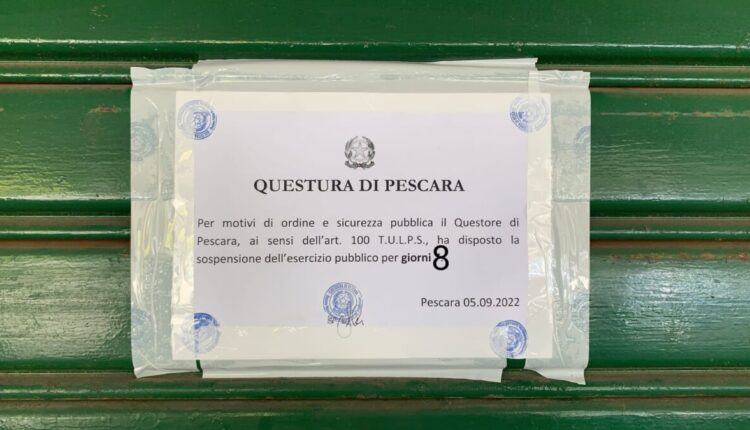 QUESTURA DI PESCARA
Per motivi di ordine e sicurezza pubblica il Questore di
Pescara, ai sensi dell'art. 100 T.U.L.P.S., ha disposto la
sospensione dell'esercizio pubblico per giorni 8
Pescara 05.09.2022